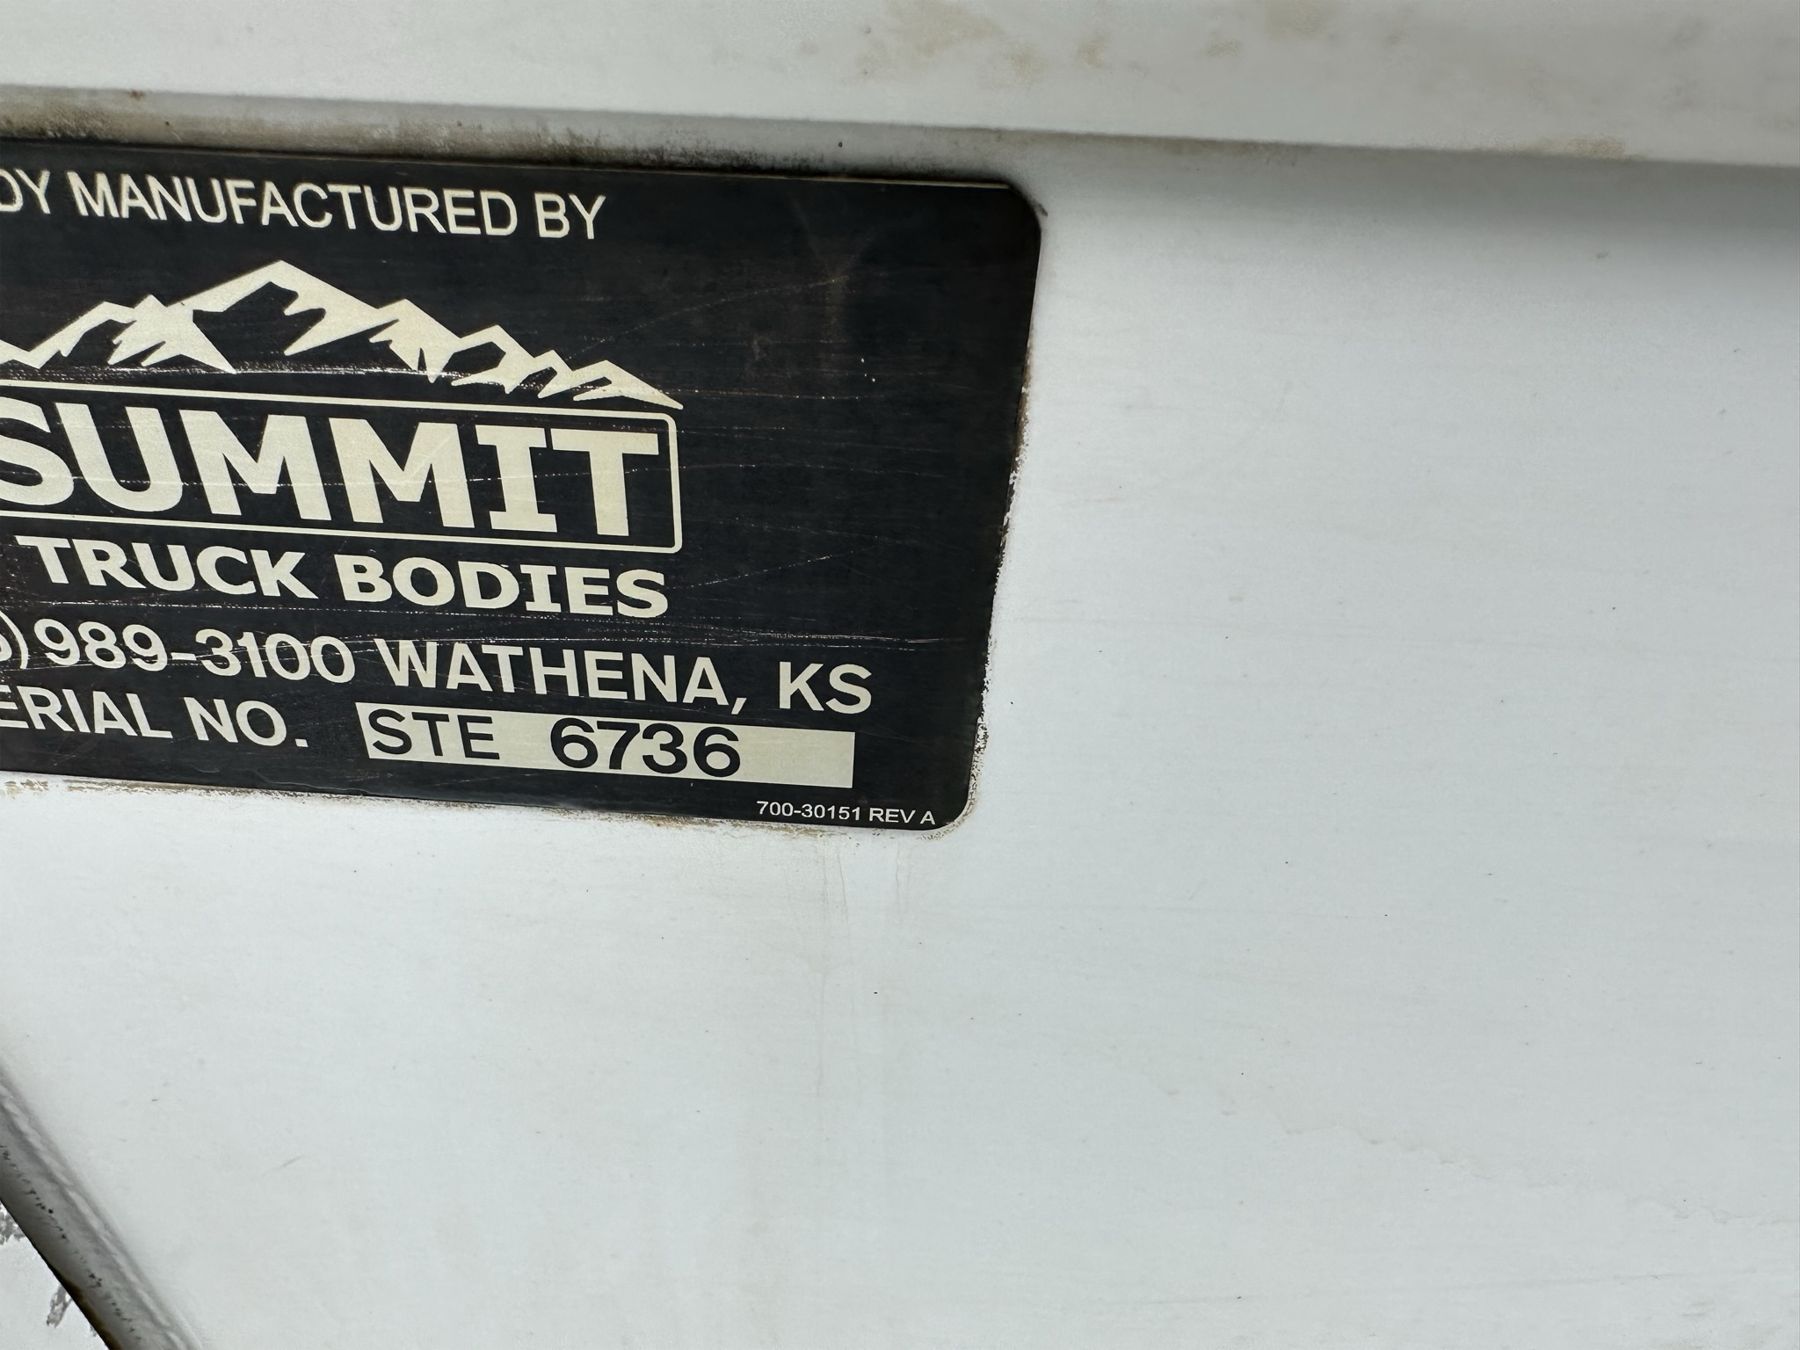 DY MANUFACTURED BY
SUMMIT
TRUCK BODIES
) 989-3100 WATHENA, KS
ERIAL NO. STE 6736
700-30151 REV A